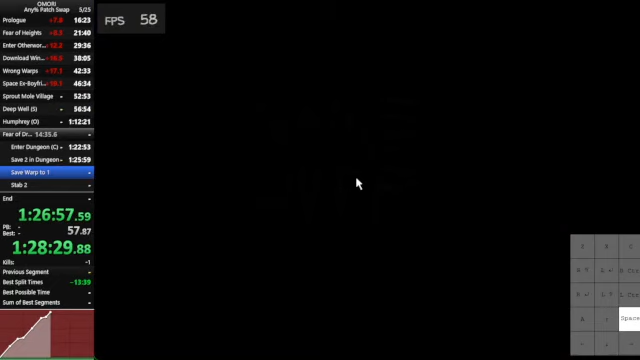 OMORI
Any% Patch Swap 5/25
Prologue +7.9 16:23
Fear of Heights 21:40
Enter Otherwor... 29:36
Download Win... 38:05
Wrong Warps 42:33
Space Ex-Boyfri... 46:34
Sprout Mole Village - 52:53
Deep Well (S) - 56:54
Humphrey (O) - 1:12:21
Fear of Dr... 14:35.6
Enter Dungeon (C) - 1:22:53
Save 2 in Dungeon - 1:25:59
Save Warp to 1 -
Stab 2 -
End -
1:26:57.59
PB: -
Best: - 57.87
1:28:29.88
Kills: -1
Previous Segment -
Best Split Times -13:39
Best Possible Time -
Sum of Best Segments -
FPS 58
Space